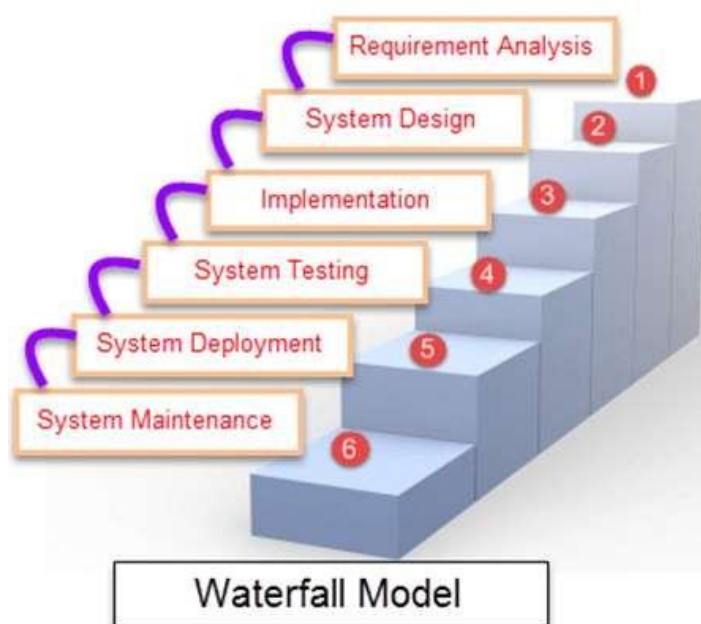 Requirement Analysis
1
System Design
2
Implementation
3
System Testing
4
System Deployment
5
System Maintenance
6
Waterfall Model